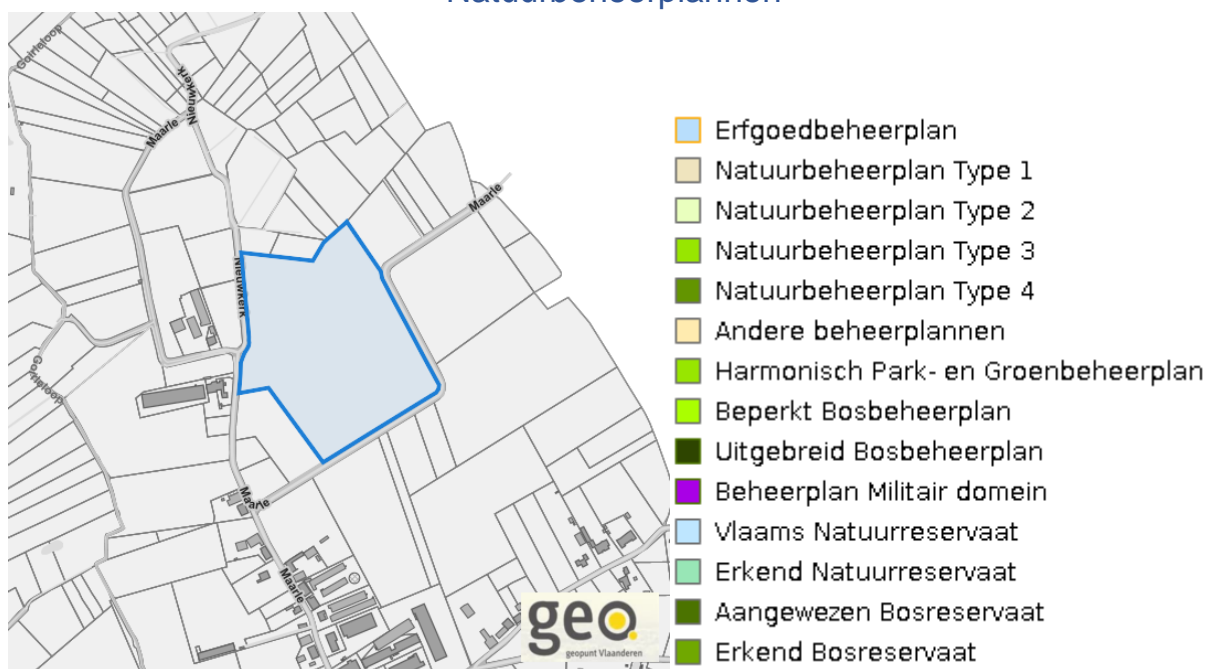 Natuurbeheerplannen
Goirleloop
Nieuwkerk
Maarle
Maarle
Nieuwkerk
Goirleloop
Maarle
Maarle
geo
geopunt Vlaanderen
Erfgoedbeheerplan
Natuurbeheerplan Type 1
Natuurbeheerplan Type 2
Natuurbeheerplan Type 3
Natuurbeheerplan Type 4
Andere beheerplannen
Harmonisch Park- en Groenbeheerplan
Beperkt Bosbeheerplan
Uitgebreid Bosbeheerplan
Beheerplan Militair domein
Vlaams Natuurreservaat
Erkend Natuurreservaat
Aangewezen Bosreservaat
Erkend Bosreservaat